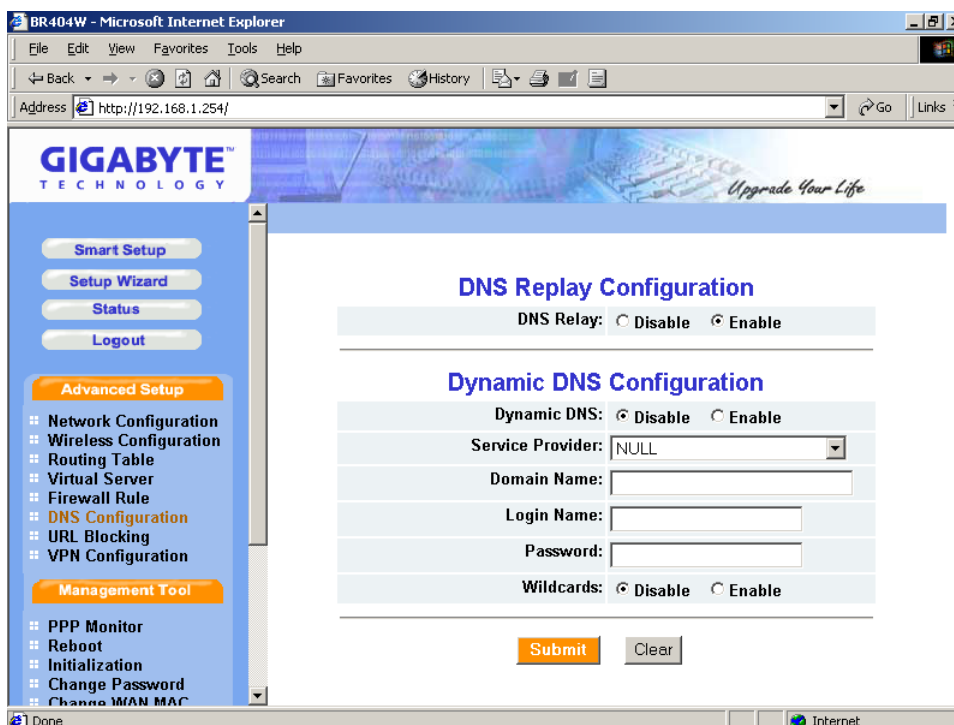 BR404W - Microsoft Internet Explorer
File Edit View Favorites Tools Help
Back Search Favorites History
Address http://192.168.1.254/ Go Links
GIGABYTE™
TECHNOLOGY
Upgrade Your Life
Smart Setup
Setup Wizard
Status
Logout
Advanced Setup
Network Configuration
Wireless Configuration
Routing Table
Virtual Server
Firewall Rule
DNS Configuration
URL Blocking
VPN Configuration
Management Tool
PPP Monitor
Reboot
Initialization
Change Password
Change WAN MAC
DNS Replay Configuration
DNS Relay: Disable Enable
Dynamic DNS Configuration
Dynamic DNS: Disable Enable
Service Provider: NULL
Domain Name:
Login Name:
Password:
Wildcards: Disable Enable
Submit Clear
Done Internet